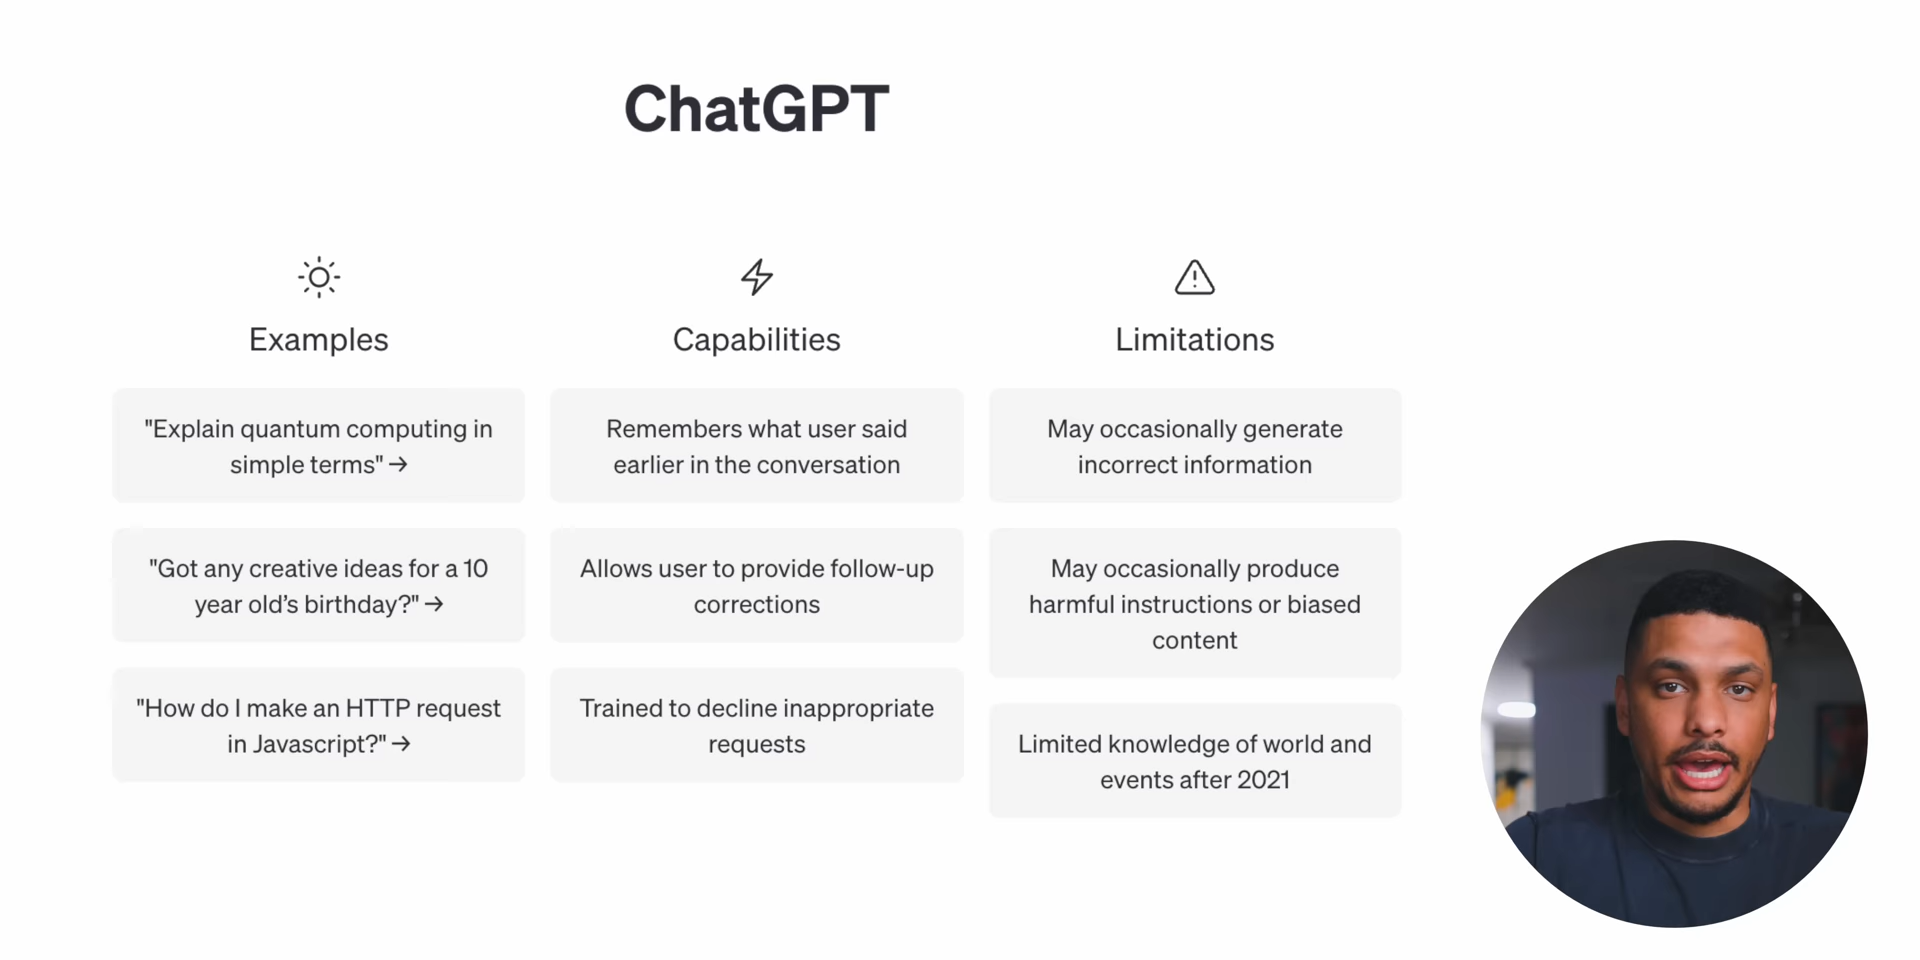 ChatGPT
Examples
"Explain quantum computing in
simple terms" →
"Got any creative ideas for a 10
year old’s birthday?" →
"How do I make an HTTP request
in Javascript?" →
Capabilities
Remembers what user said
earlier in the conversation
Allows user to provide follow-up
corrections
Trained to decline inappropriate
requests
Limitations
May occasionally generate
incorrect information
May occasionally produce
harmful instructions or biased
content
Limited knowledge of world and
events after 2021